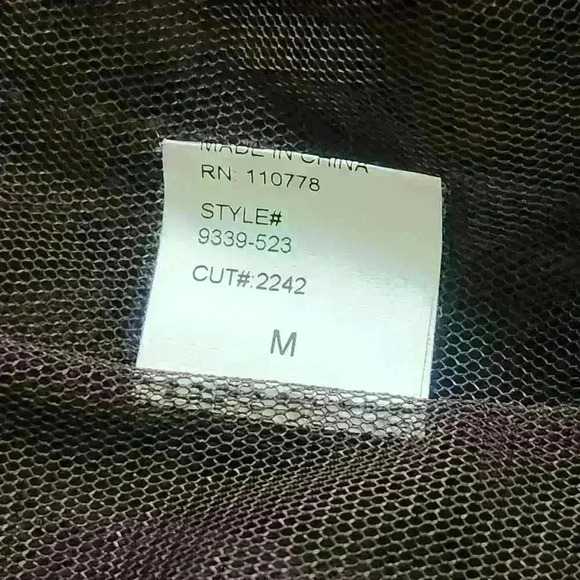 MADE IN CHINA
RN: 110778
STYLE#
9339-523
CUT#:2242
M